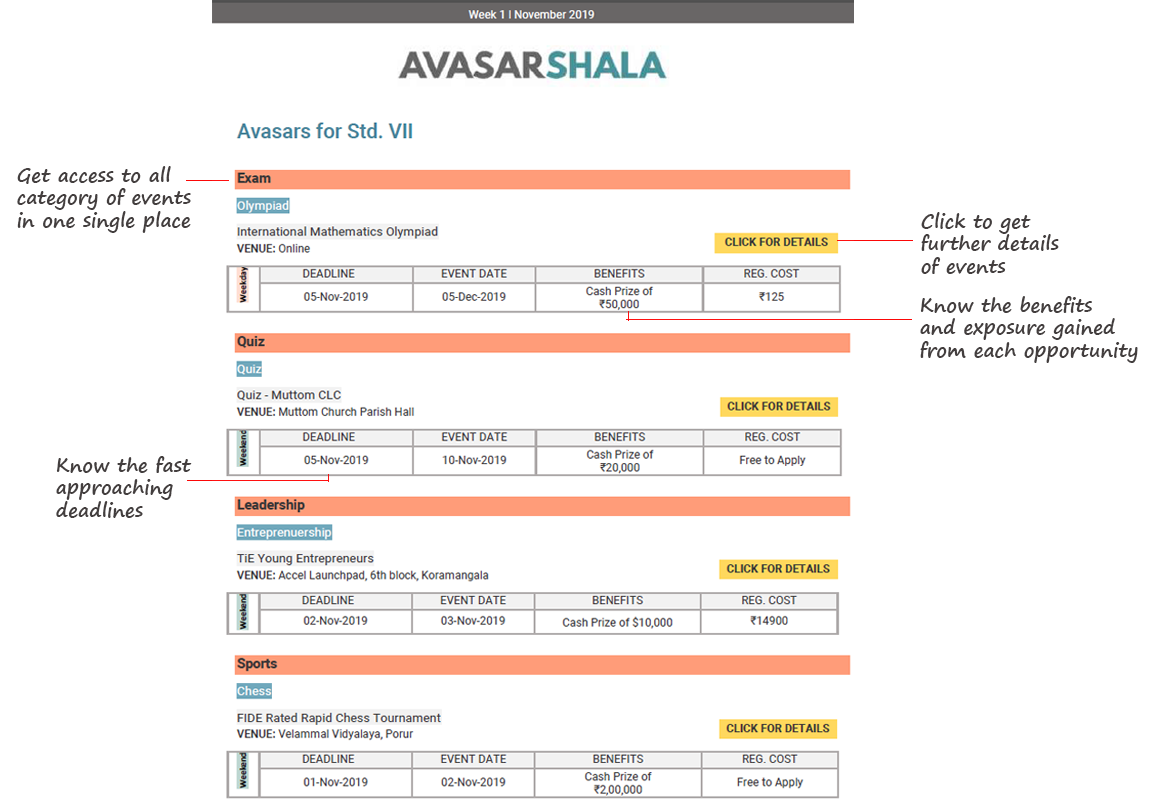 Week 1 | November 2019
AVASARSHALA
Avasars for Std. VII
Get access to all
category of events
in one single place
Exam
Olympiad
International Mathematics Olympiad
VENUE: Online
CLICK FOR DETAILS
Click to get
further details
of events
Weekday
DEADLINE EVENT DATE BENEFITS REG. COST
05-Nov-2019 05-Dec-2019 Cash Prize of ₹125
₹50,000
Know the benefits
and exposure gained
from each opportunity
Quiz
Quiz
Quiz - Muttom CLC
VENUE: Muttom Church Parish Hall
CLICK FOR DETAILS
Weekend
DEADLINE EVENT DATE BENEFITS REG. COST
05-Nov-2019 10-Nov-2019 Cash Prize of Free to Apply
₹20,000
Know the fast
approaching
deadlines
Leadership
Entreprenuership
TiE Young Entrepreneurs
VENUE: Accel Launchpad, 6th block, Koramangala
CLICK FOR DETAILS
Weekend
DEADLINE EVENT DATE BENEFITS REG. COST
02-Nov-2019 03-Nov-2019 Cash Prize of $10,000 ₹14900
Sports
Chess
FIDE Rated Rapid Chess Tournament
VENUE: Velammal Vidyalaya, Porur
CLICK FOR DETAILS
Weekend
DEADLINE EVENT DATE BENEFITS REG. COST
01-Nov-2019 02-Nov-2019 Cash Prize of Free to Apply
₹2,00,000